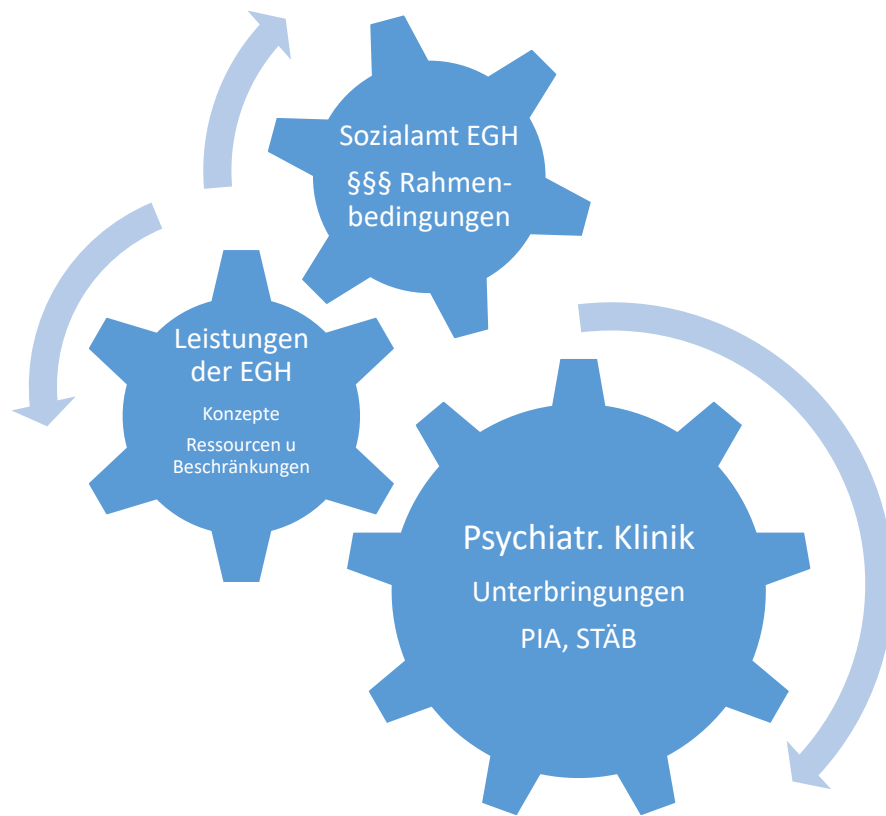 Sozialamt EGH
§§§ Rahmen-
bedingungen
Leistungen
der EGH
Konzepte
Ressourcen u
Beschränkungen
Psychiatr. Klinik
Unterbringungen
PIA, STÄB